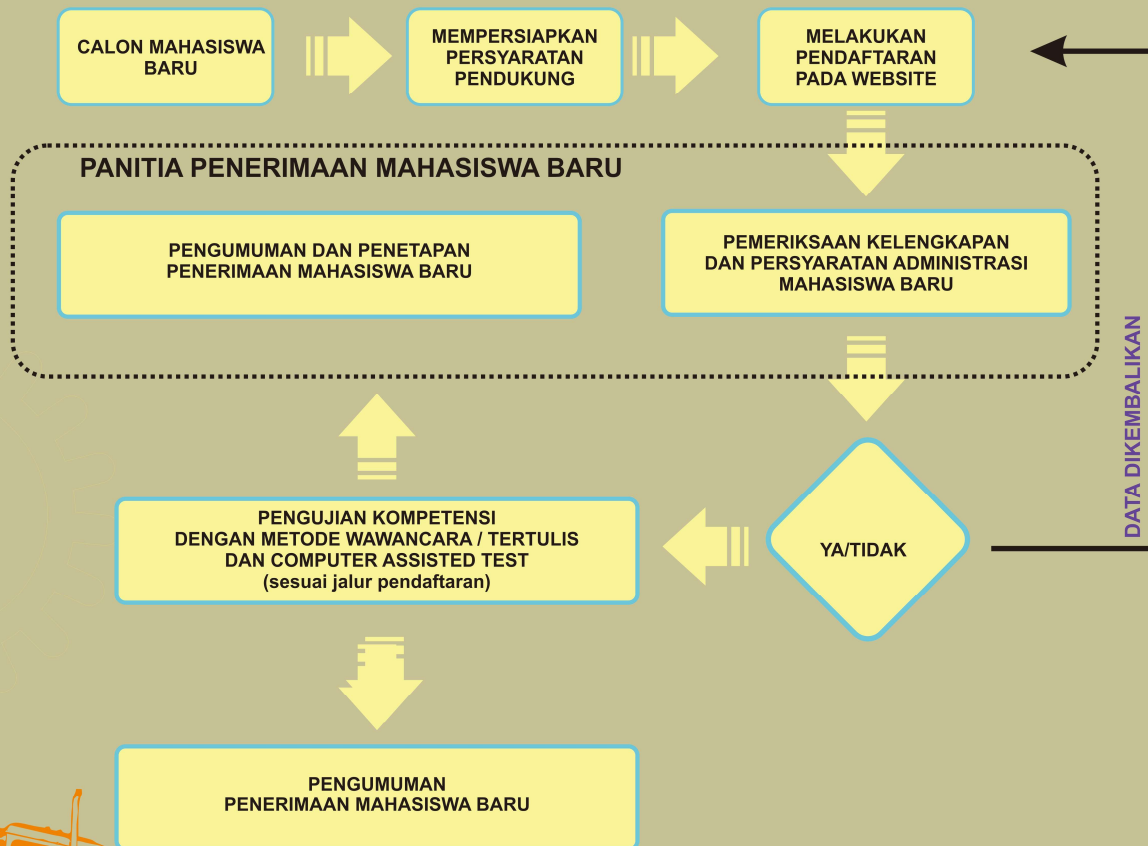 CALON MAHASISWA
BARU
MEMPERSIAPKAN
PERSYARATAN
PENDUKUNG
MELAKUKAN
PENDAFTARAN
PADA WEBSITE
PANITIA PENERIMAAN MAHASISWA BARU
PENGUMUMAN DAN PENETAPAN
PENERIMAAN MAHASISWA BARU
PEMERIKSAAN KELENGKAPAN
DAN PERSYARATAN ADMINISTRASI
MAHASISWA BARU
DATA DIKEMBALIKAN
YA/TIDAK
PENGUJIAN KOMPETENSI
DENGAN METODE WAWANCARA / TERTULIS
DAN COMPUTER ASSISTED TEST
(sesuai jalur pendaftaran)
PENGUMUMAN
PENERIMAAN MAHASISWA BARU